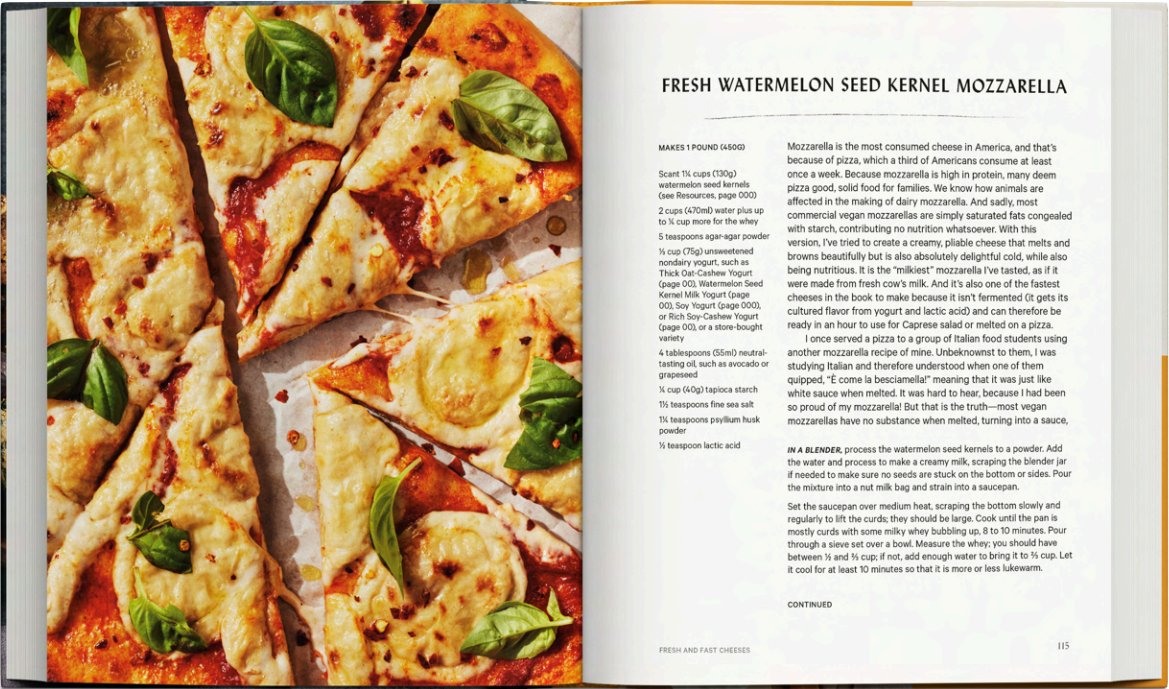 FRESH WATERMELON SEED KERNEL MOZZARELLA
MAKES 1 POUND (450G)
Scant 1¼ cups (130g)
watermelon seed kernels
(see Resources, page 000)
2 cups (470ml) water plus up
to ¼ cup more for the whey
5 teaspoons agar-agar powder
⅓ cup (75g) unsweetened
nondairy yogurt, such as
Thick Oat-Cashew Yogurt
(page 00), Watermelon Seed
Kernel Milk Yogurt (page
00), Soy Yogurt (page 000),
or Rich Soy-Cashew Yogurt
(page 00), or a store-bought
variety
4 tablespoons (55ml) neutral-
tasting oil, such as avocado or
grapeseed
¼ cup (40g) tapioca starch
1½ teaspoons fine sea salt
1¼ teaspoons psyllium husk
powder
½ teaspoon lactic acid
Mozzarella is the most consumed cheese in America, and that's
because of pizza, which a third of Americans consume at least
once a week. Because mozzarella is high in protein, many deem
pizza good, solid food for families. We know how animals are
affected in the making of dairy mozzarella. And sadly, most
commercial vegan mozzarellas are simply saturated fats congealed
with starch, contributing no nutrition whatsoever. With this
version, I've tried to create a creamy, pliable cheese that melts and
browns beautifully but is also absolutely delightful cold, while also
being nutritious. It is the "milkiest" mozzarella I've tasted, as if it
were made from fresh cow's milk. And it's also one of the fastest
cheeses in the book to make because it isn't fermented (it gets its
cultured flavor from yogurt and lactic acid) and can therefore be
ready in an hour to use for Caprese salad or melted on a pizza.
I once served a pizza to a group of Italian food students using
another mozzarella recipe of mine. Unbeknownst to them, I was
studying Italian and therefore understood when one of them
quipped, "È come la besciamella!" meaning that it was just like
white sauce when melted. It was hard to hear, because I had been
so proud of my mozzarella! But that is the truth—most vegan
mozzarellas have no substance when melted, turning into a sauce,
IN A BLENDER, process the watermelon seed kernels to a powder. Add
the water and process to make a creamy milk, scraping the blender jar
if needed to make sure no seeds are stuck on the bottom or sides. Pour
the mixture into a nut milk bag and strain into a saucepan.
Set the saucepan over medium heat, scraping the bottom slowly and
regularly to lift the curds; they should be large. Cook until the pan is
mostly curds with some milky whey bubbling up, 8 to 10 minutes. Pour
through a sieve set over a bowl. Measure the whey; you should have
between ½ and ⅔ cup; if not, add enough water to bring it to ⅔ cup. Let
it cool for at least 10 minutes so that it is more or less lukewarm.
CONTINUED
FRESH AND FAST CHEESES
115